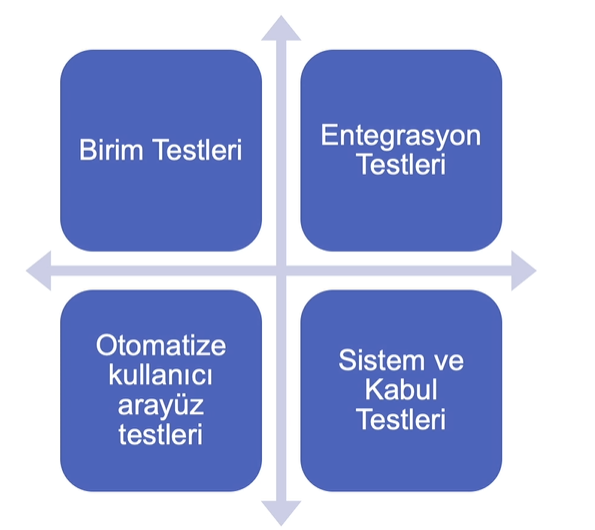 Birim Testleri
Entegrasyon
Testleri
Otomatize
kullanıcı
arayüz
testleri
Sistem ve
Kabul
Testleri